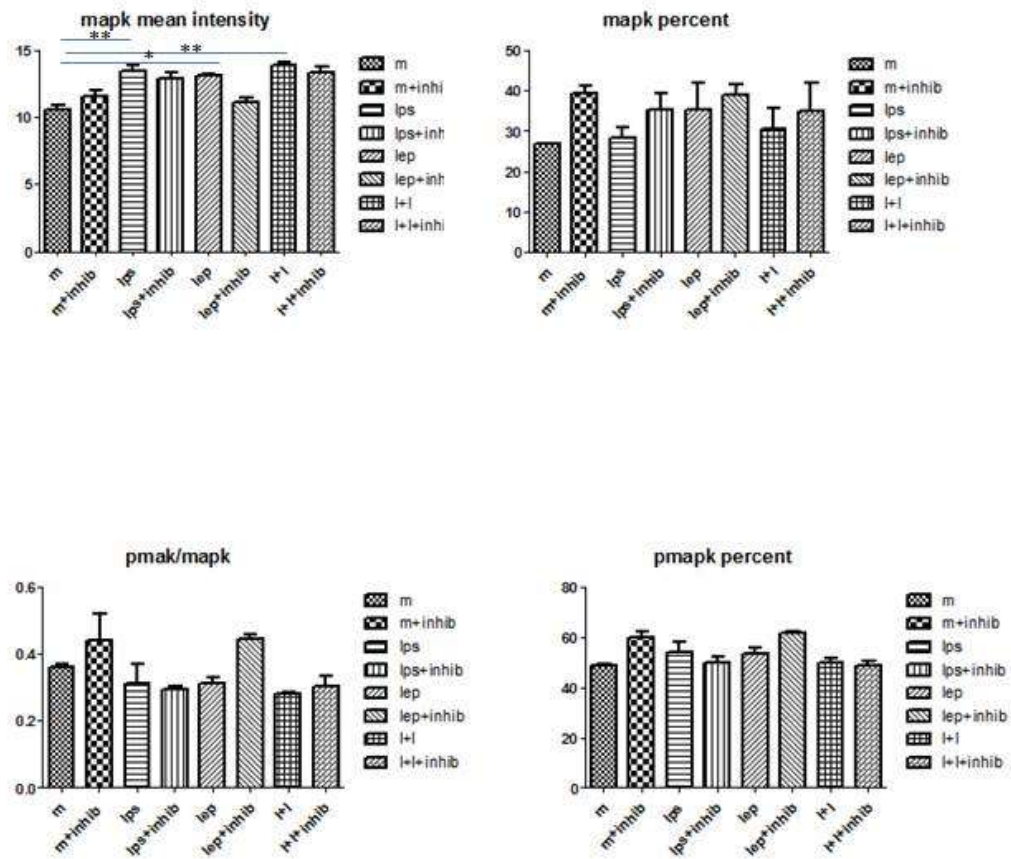 mapk mean intensity
**
**
*
15
10
5
0
m
m+inhib
lps
lps+inhib
lep
lep+inhib
l+l
l+l+inhib
m
m+inhi
lps
lps+inh
lep
lep+inh
l+l
l+l+inhi
mapk percent
50
40
30
20
10
0
m
m+inhib
lps
lps+inhib
lep
lep+inhib
l+l
l+l+inhib
m
m+inhib
lps
lps+inhib
lep
lep+inhib
l+l
l+l+inhib
pmak/mapk
0.6
0.4
0.2
0.0
m
m+inhib
lps
lps+inhib
lep
lep+inhib
l+l
l+l+inhib
m
m+inhib
lps
lps+inhib
lep
lep+inhib
l+l
l+l+inhib
pmapk percent
80
60
40
20
0
m
m+inhib
lps
lps+inhib
lep
lep+inhib
l+l
l+l+inhib
m
m+inhib
lps
lps+inhib
lep
lep+inhib
l+l
l+l+inhib